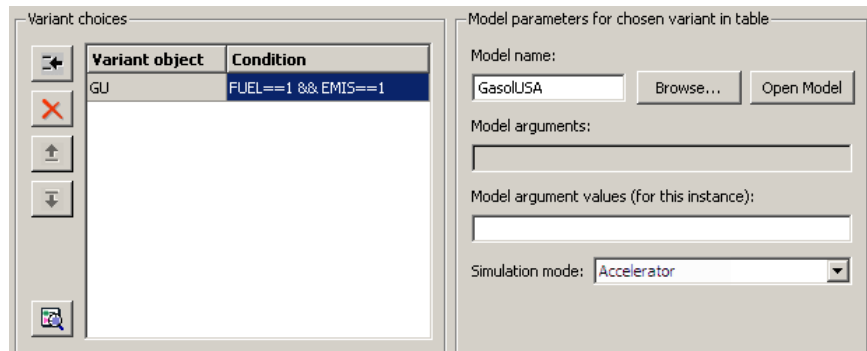 Variant choices
Variant object Condition
GU FUEL==1 && EMIS==1
Model parameters for chosen variant in table
Model name:
GasolUSA Browse... Open Model
Model arguments:
Model argument values (for this instance):
Simulation mode: Accelerator